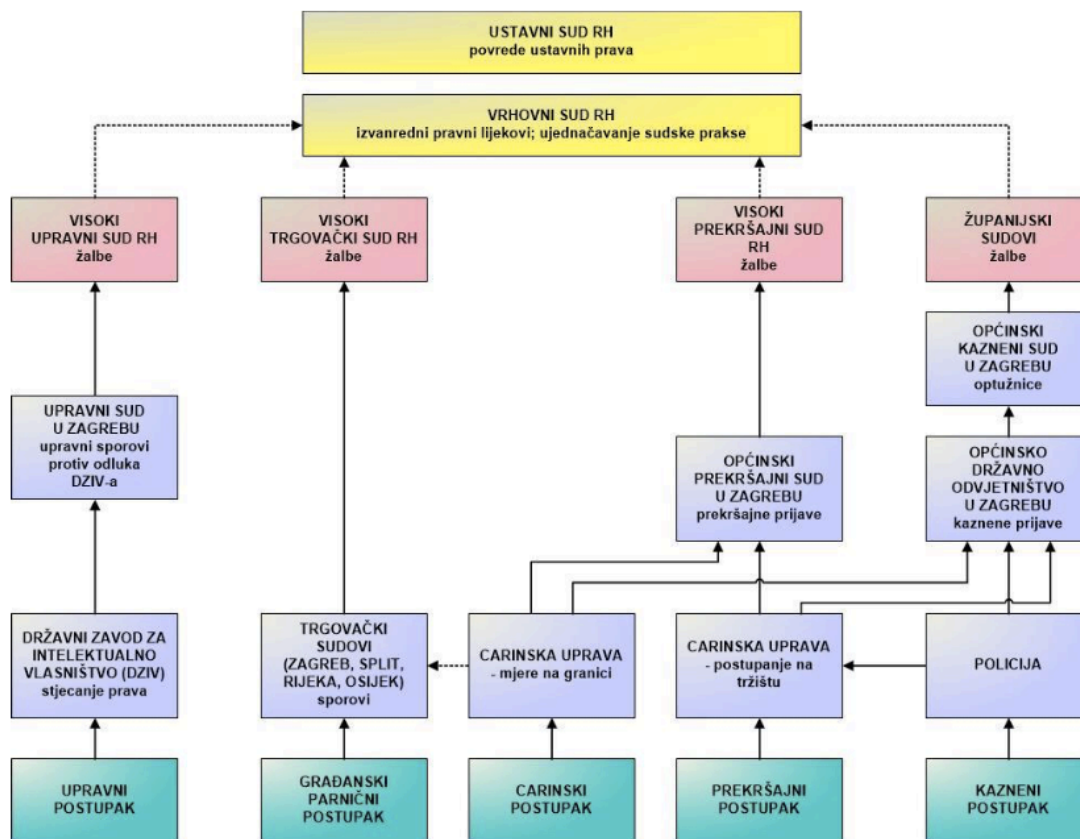 USTAVNI SUD RH
povrede ustavnih prava
VRHOVNI SUD RH
izvanredni pravni lijekovi; ujednačavanje sudske prakse
VISOKI
UPRAVNI SUD RH
žalbe
VISOKI
TRGOVAČKI SUD RH
žalbe
VISOKI
PREKRŠAJNI SUD
RH
žalbe
ŽUPANIJSKI
SUDOVI
žalbe
OPĆINSKI
KAZNENI SUD
U ZAGREBU
optužnice
UPRAVNI SUD
U ZAGREBU
upravni sporovi
protiv odluka
DZIV-a
OPĆINSKI
PREKRŠAJNI SUD
U ZAGREBU
prekršajne prijave
OPĆINSKO
DRŽAVNO
ODVJETNIŠTVO
U ZAGREBU
kaznene prijave
DRŽAVNI ZAVOD ZA
INTELEKTUALNO
VLASNIŠTVO (DZIV)
stjecanje prava
TRGOVAČKI
SUDOVI
(ZAGREB, SPLIT,
RIJEKA, OSIJEK)
sporovi
CARINSKA UPRAVA
- mjere na granici
CARINSKA UPRAVA
- postupanje na
tržištu
POLICIJA
UPRAVNI
POSTUPAK
GRAĐANSKI
PARNIČNI
POSTUPAK
CARINSKI
POSTUPAK
PREKRŠAJNI
POSTUPAK
KAZNENI
POSTUPAK